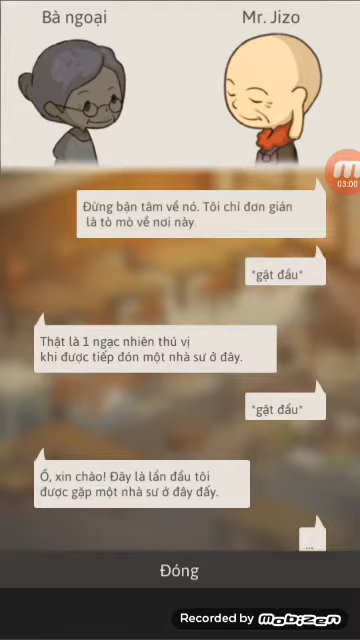 Bà ngoại
Mr. Jizo
03:00
Đừng bận tâm về nó. Tôi chỉ đơn giản
là tò mò về nơi này.
*gật đầu*
Thật là 1 ngạc nhiên thú vị
khi được tiếp đón một nhà sư ở đây.
*gật đầu*
Ồ, xin chào! Đây là lần đầu tôi
được gặp một nhà sư ở đây đấy.
...
Đóng
Recorded by mobizen